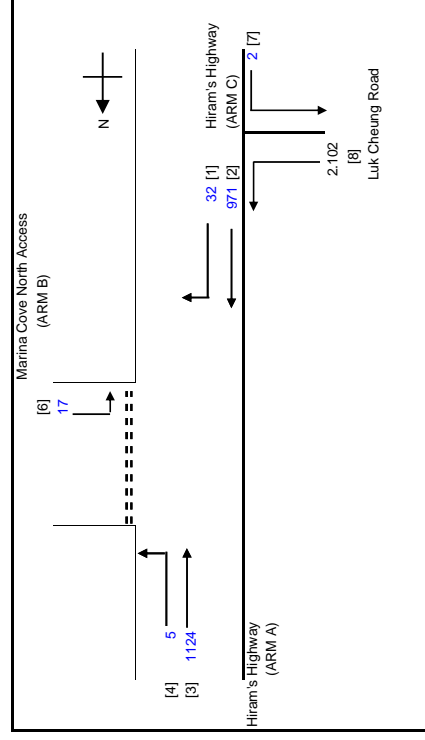 Marina Cove North Access
(ARM B)
N
[6]
17
Hiram's Highway
(ARM C)
2 [7]
32 [1]
971 [2]
2.102
[8]
Luk Cheung Road
[4] 5
[3] 1124
Hiram's Highway
(ARM A)